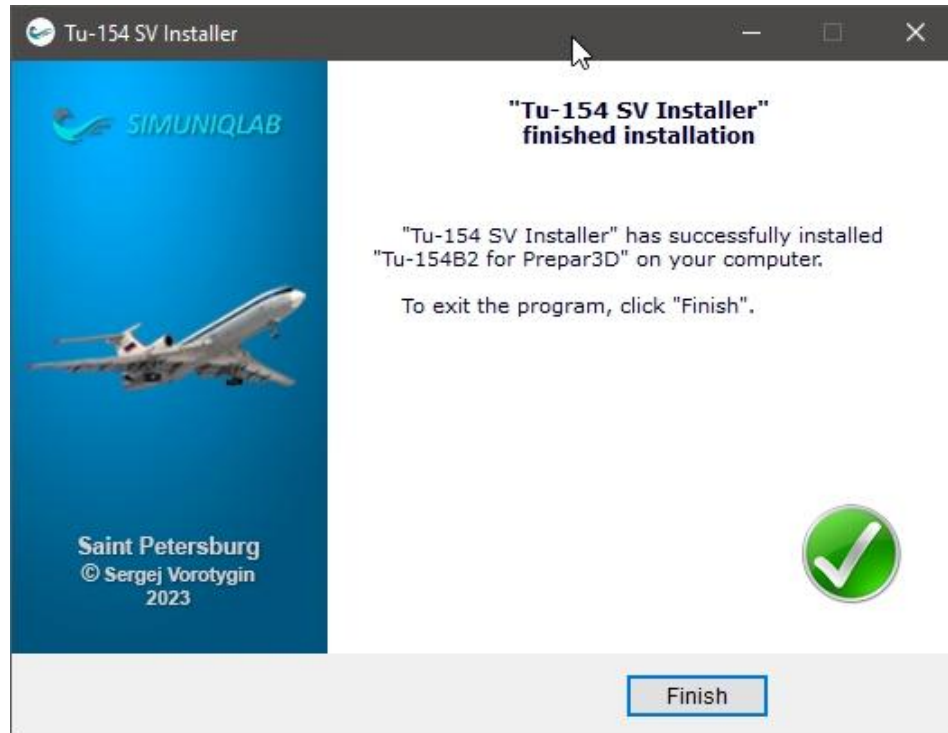 Tu-154 SV Installer
SIMUNIQLAB
"Tu-154 SV Installer"
finished installation
"Tu-154 SV Installer" has successfully installed
"Tu-154B2 for Prepar3D" on your computer.
To exit the program, click "Finish".
Saint Petersburg
© Sergej Vorotygin
2023
Finish